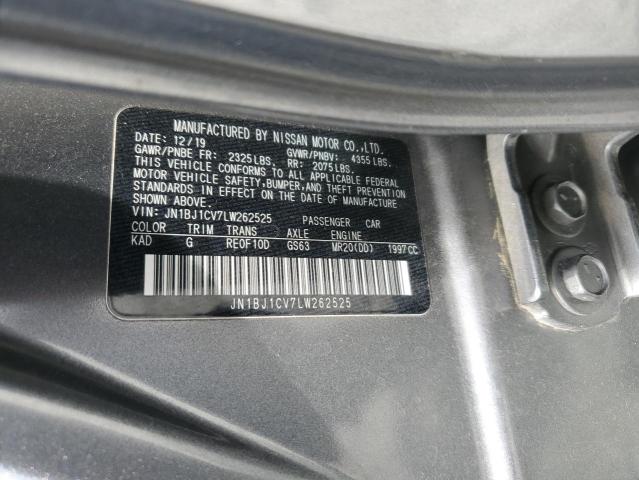 MANUFACTURED BY NISSAN MOTOR CO.,LTD.
DATE: 12/19 GVWR/PNBV: 4355 LBS.
GAWR/PNBE FR: 2325LBS. RR: 2075LBS.
THIS VEHICLE CONFORMS TO ALL APPLICABLE FEDERAL
MOTOR VEHICLE SAFETY, BUMPER, AND THEFT PREVENTION
STANDARDS IN EFFECT ON THE DATE OF MANUFACTURE
SHOWN ABOVE.
VIN: JN1BJ1CV7LW262525 PASSENGER CAR
COLOR TRIM TRANS AXLE ENGINE
KAD G RE0F10D GS63 MR20(DD) 1997CC
JN1BJ1CV7LW262525